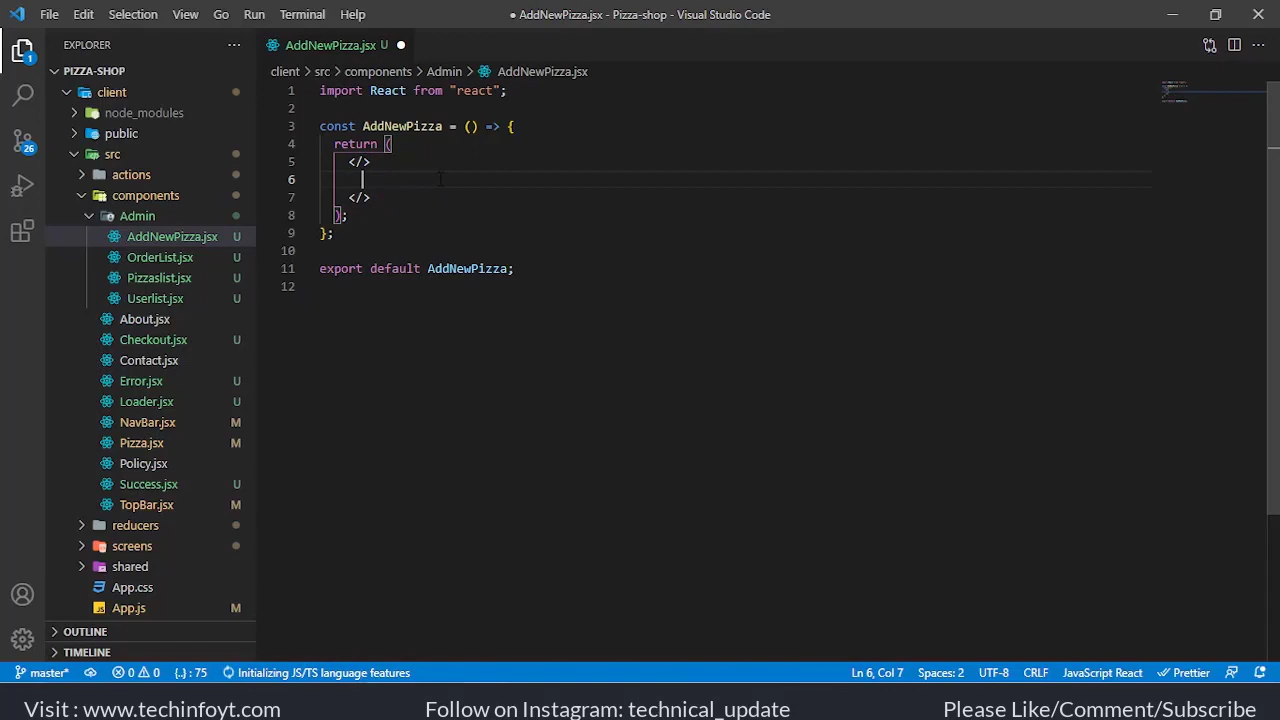 File Edit Selection View Go Run Terminal Help ● AddNewPizza.jsx - Pizza-shop - Visual Studio Code
EXPLORER
AddNewPizza.jsx U
PIZZA-SHOP
client > src > components > Admin > AddNewPizza.jsx
client
node_modules
public
src
actions
components
Admin
AddNewPizza.jsx U
OrderList.jsx U
Pizzaslist.jsx U
Userlist.jsx U
About.jsx
Checkout.jsx U
Contact.jsx
Error.jsx U
Loader.jsx U
NavBar.jsx M
Pizza.jsx M
Policy.jsx
Success.jsx U
TopBar.jsx M
reducers
screens
shared
App.css
App.js M
OUTLINE
TIMELINE
1
26
1 import React from "react";
2
3 const AddNewPizza = () => {
4 return (
5 </>
6
7 </>
8 );
9 };
10
11 export default AddNewPizza;
12
master* 0 0 {..} : 75 Initializing JS/TS language features Ln 6, Col 7 Spaces: 2 UTF-8 CRLF JavaScript React Prettier
Visit : www.techinfoyt.com Follow on Instagram: technical_update Please Like/Comment/Subscribe